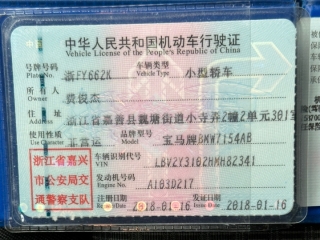 中华人民共和国机动车行驶证
Vehicle License of the People's Republic of China
号牌号码 浙FY662K 车辆类型 小型轿车
Plate No. Vehicle Type
所有人 费俊杰
Owner
住址 浙江省嘉善县魏塘街道小寺弄2幢2单元301室
Address
使用性质 非营运 品牌型号 宝马牌BMW7154AB
Use Character Model
浙江省嘉兴
市公安局交
通警察支队
车辆识别代号 LBV2Y3102HMH82341
VIN
发动机号码 A103D217
Engine No.
注册日期 2018-01-16 发证日期 2018-01-16
Register Date Issue Date